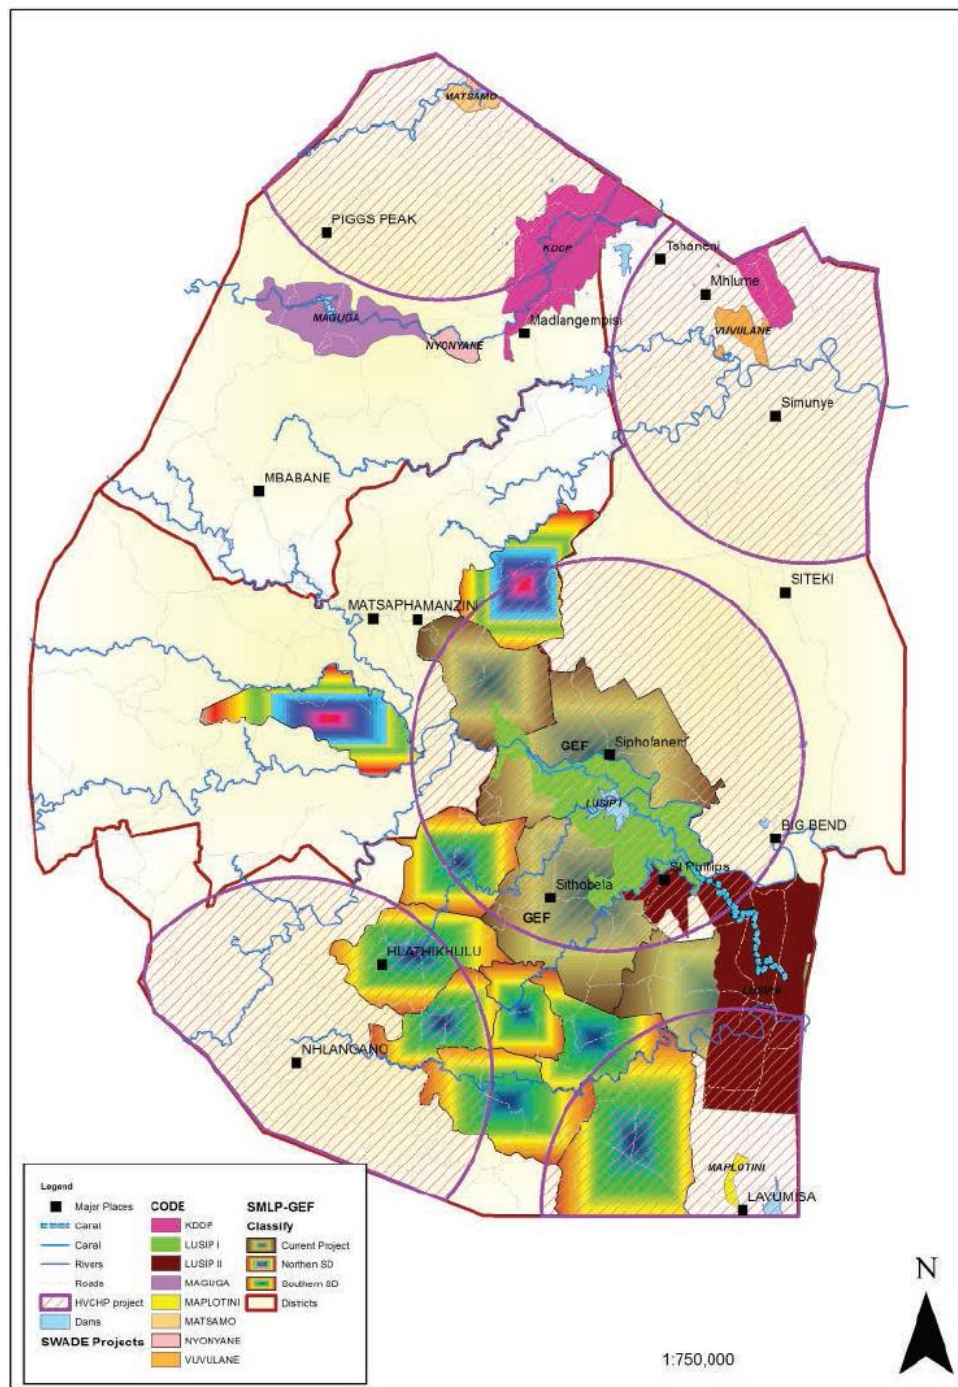 MATSAMO
PIGGS PEAK
KDDP
Tshaneni
Mhlume
MAGUGA
NYONYANE
Madlangempisi
VUVULANE
Simunye
MBABANE
SITEKI
MATSAPHAMANZINI
GEF
Sipholaneni
LUSIP I
BIG BEND
St Phillips
Sithobela
GEF
HLATHIKHULU
LUSIP II
NHLANGANO
MAPLOTINI
LAVUMISA
Legend
Major Places
Canal
Canal
Rivers
Roads
HVCHP project
Dams
SWADE Projects
CODE
KDDP
LUSIP I
LUSIP II
MAGUGA
MAPLOTINI
MATSAMO
NYONYANE
VUVULANE
SMLP-GEF
Classify
Current Project
Northen SD
Southern SD
Districts
1:750,000
N